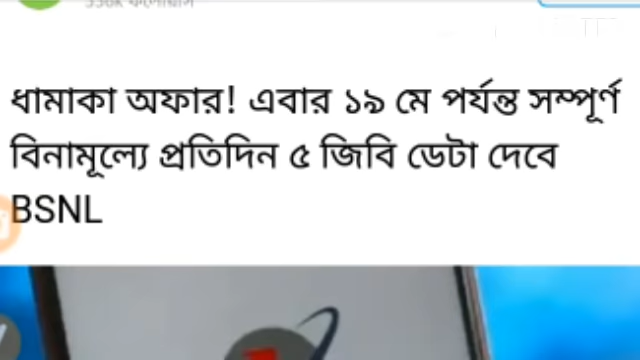 ধামাকা অফার! এবার ১৯ মে পর্যন্ত সম্পূর্ণ
বিনামূল্যে প্রতিদিন ৫ জিবি ডেটা দেবে
BSNL